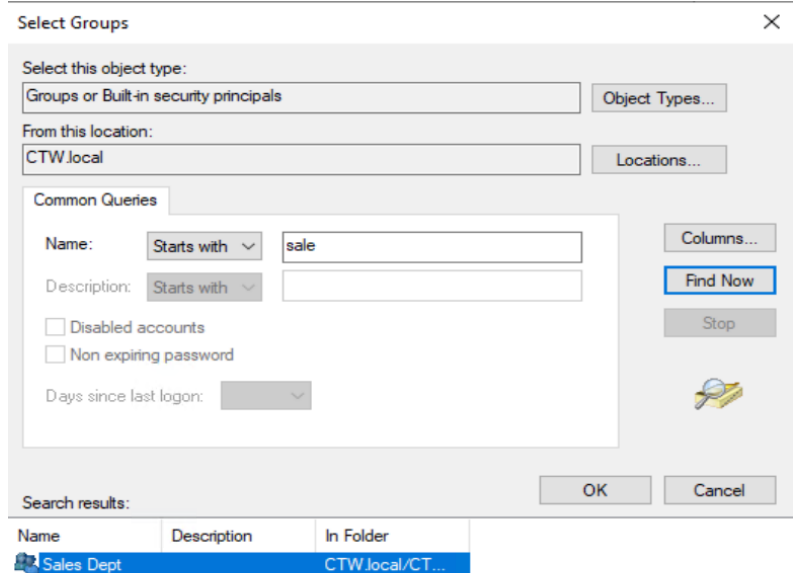 Select Groups
Select this object type:
Groups or Built-in security principals
Object Types...
From this location:
CTW.local
Locations...
Common Queries
Name:
Starts with
sale
Columns...
Description:
Starts with
Find Now
Disabled accounts
Stop
Non expiring password
Days since last logon:
OK
Cancel
Search results:
Name Description In Folder
Sales Dept CTW.local/CT...